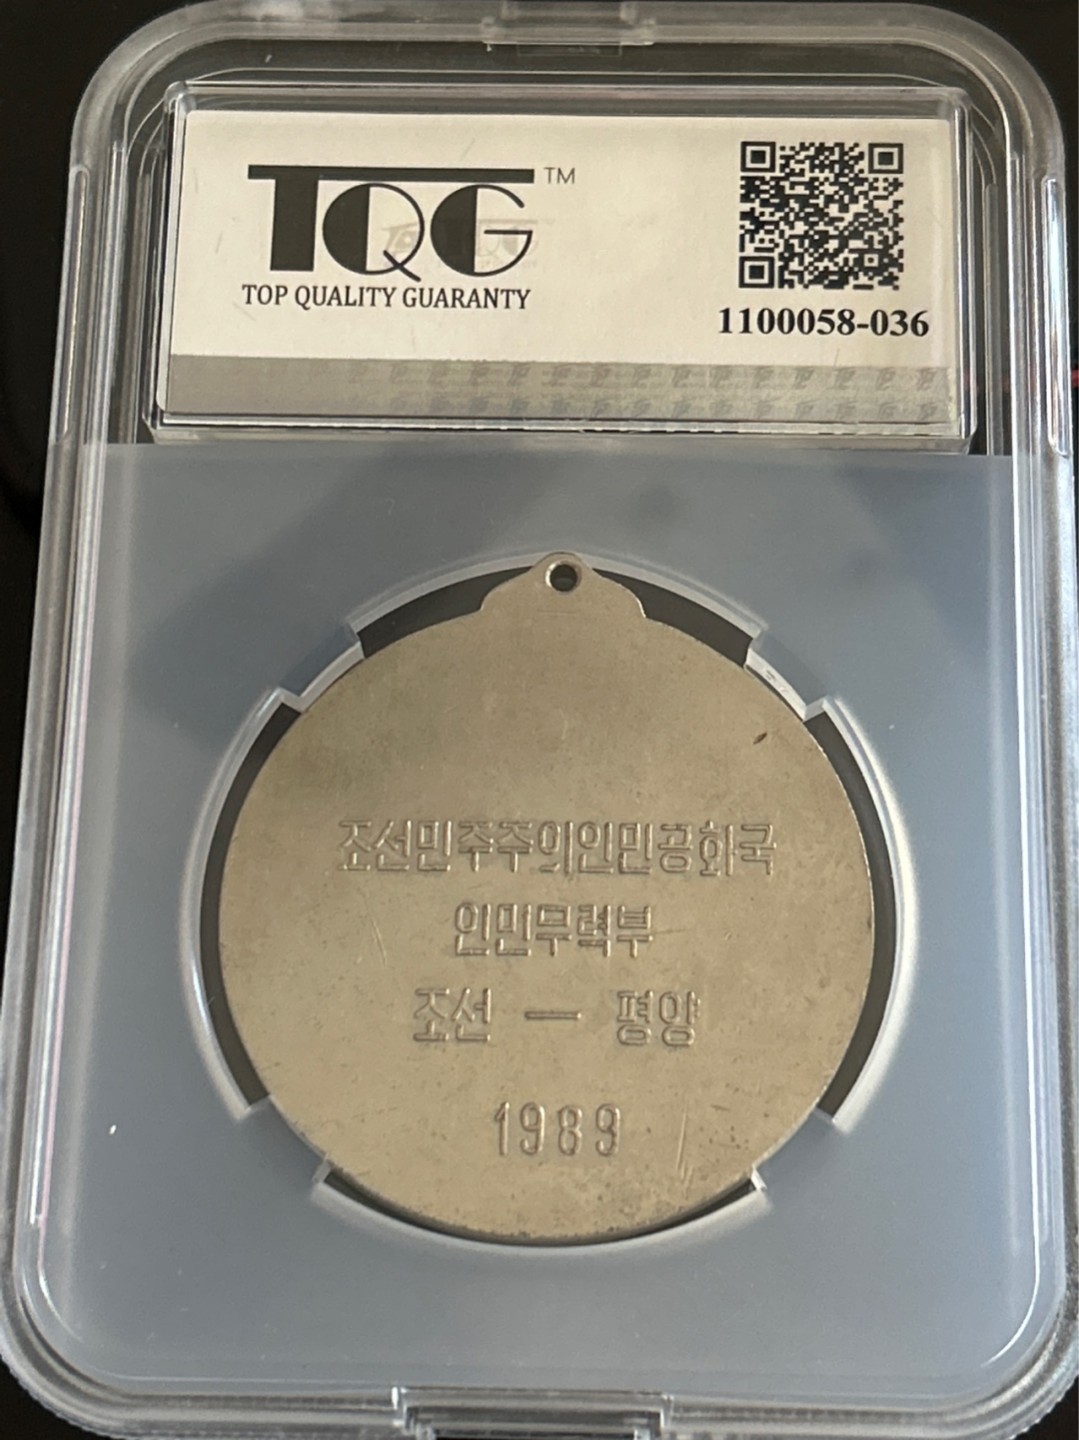 TQG™
TOP QUALITY GUARANTY
1100058-036
조선민주주의인민공화국
인민무력부
조선 — 평양
1989